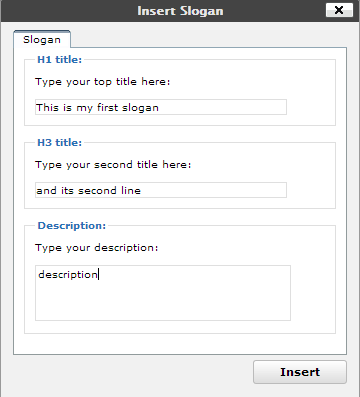 Insert Slogan
Slogan
H1 title:
Type your top title here:
This is my first slogan
H3 title:
Type your second title here:
and its second line
Description:
Type your description:
description
Insert